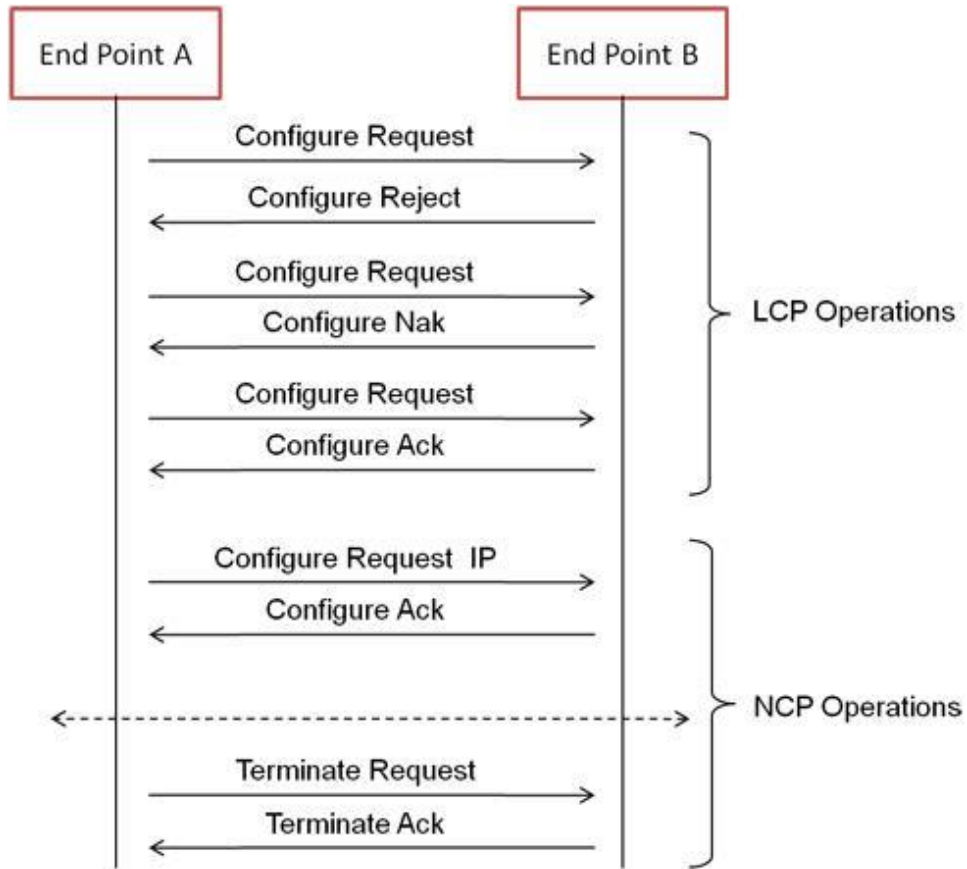 End Point A
End Point B
Configure Request
Configure Reject
Configure Request
Configure Nak
Configure Request
Configure Ack
LCP Operations
Configure Request IP
Configure Ack
NCP Operations
Terminate Request
Terminate Ack